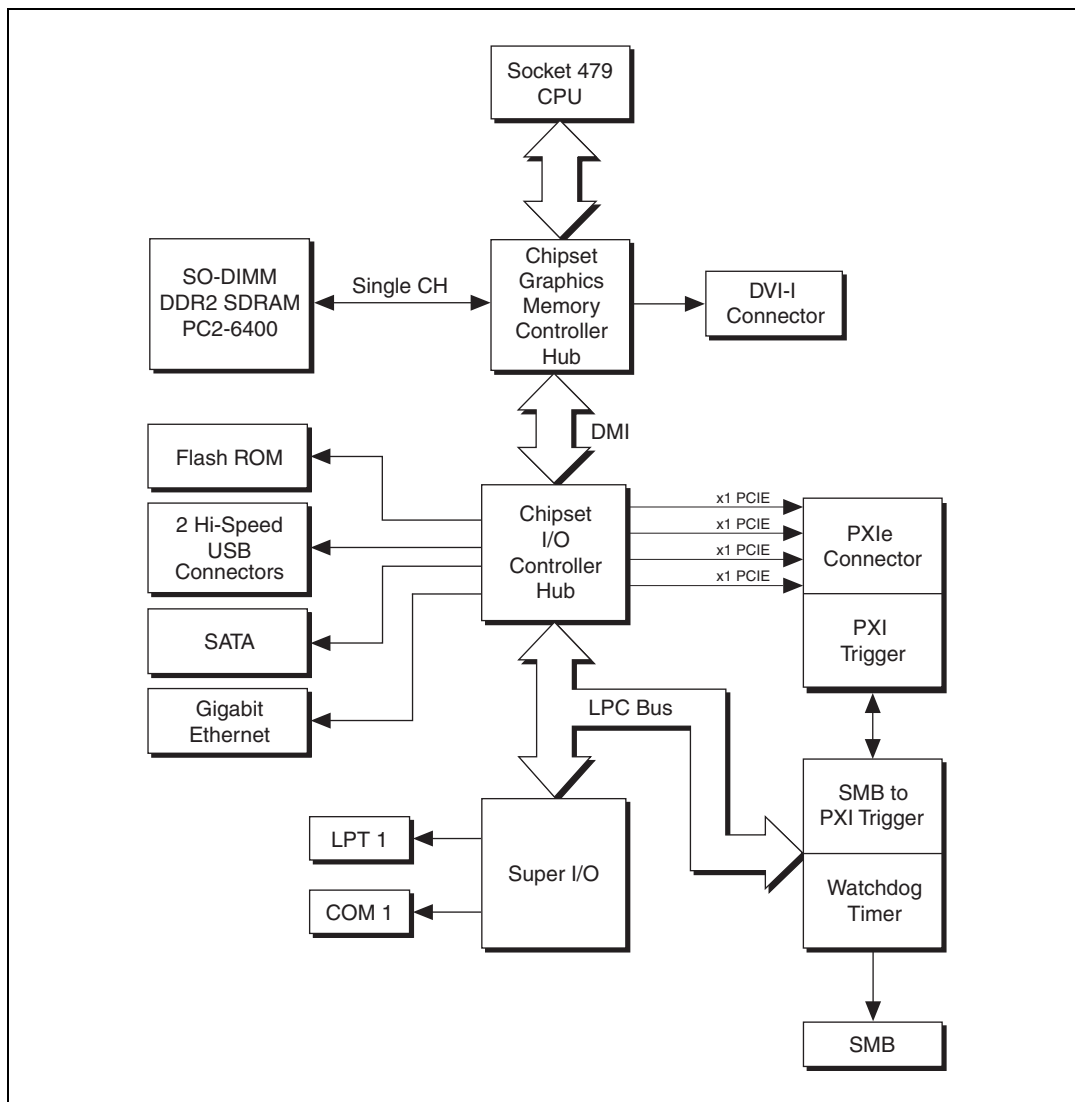 Socket 479
CPU
SO-DIMM
DDR2 SDRAM
PC2-6400
Single CH
Chipset
Graphics
Memory
Controller
Hub
DVI-I
Connector
DMI
Flash ROM
2 Hi-Speed
USB
Connectors
SATA
Gigabit
Ethernet
Chipset
I/O
Controller
Hub
x1 PCIE
x1 PCIE
x1 PCIE
x1 PCIE
PXIe
Connector
PXI
Trigger
LPC Bus
LPT 1
COM 1
Super I/O
SMB to
PXI Trigger
Watchdog
Timer
SMB